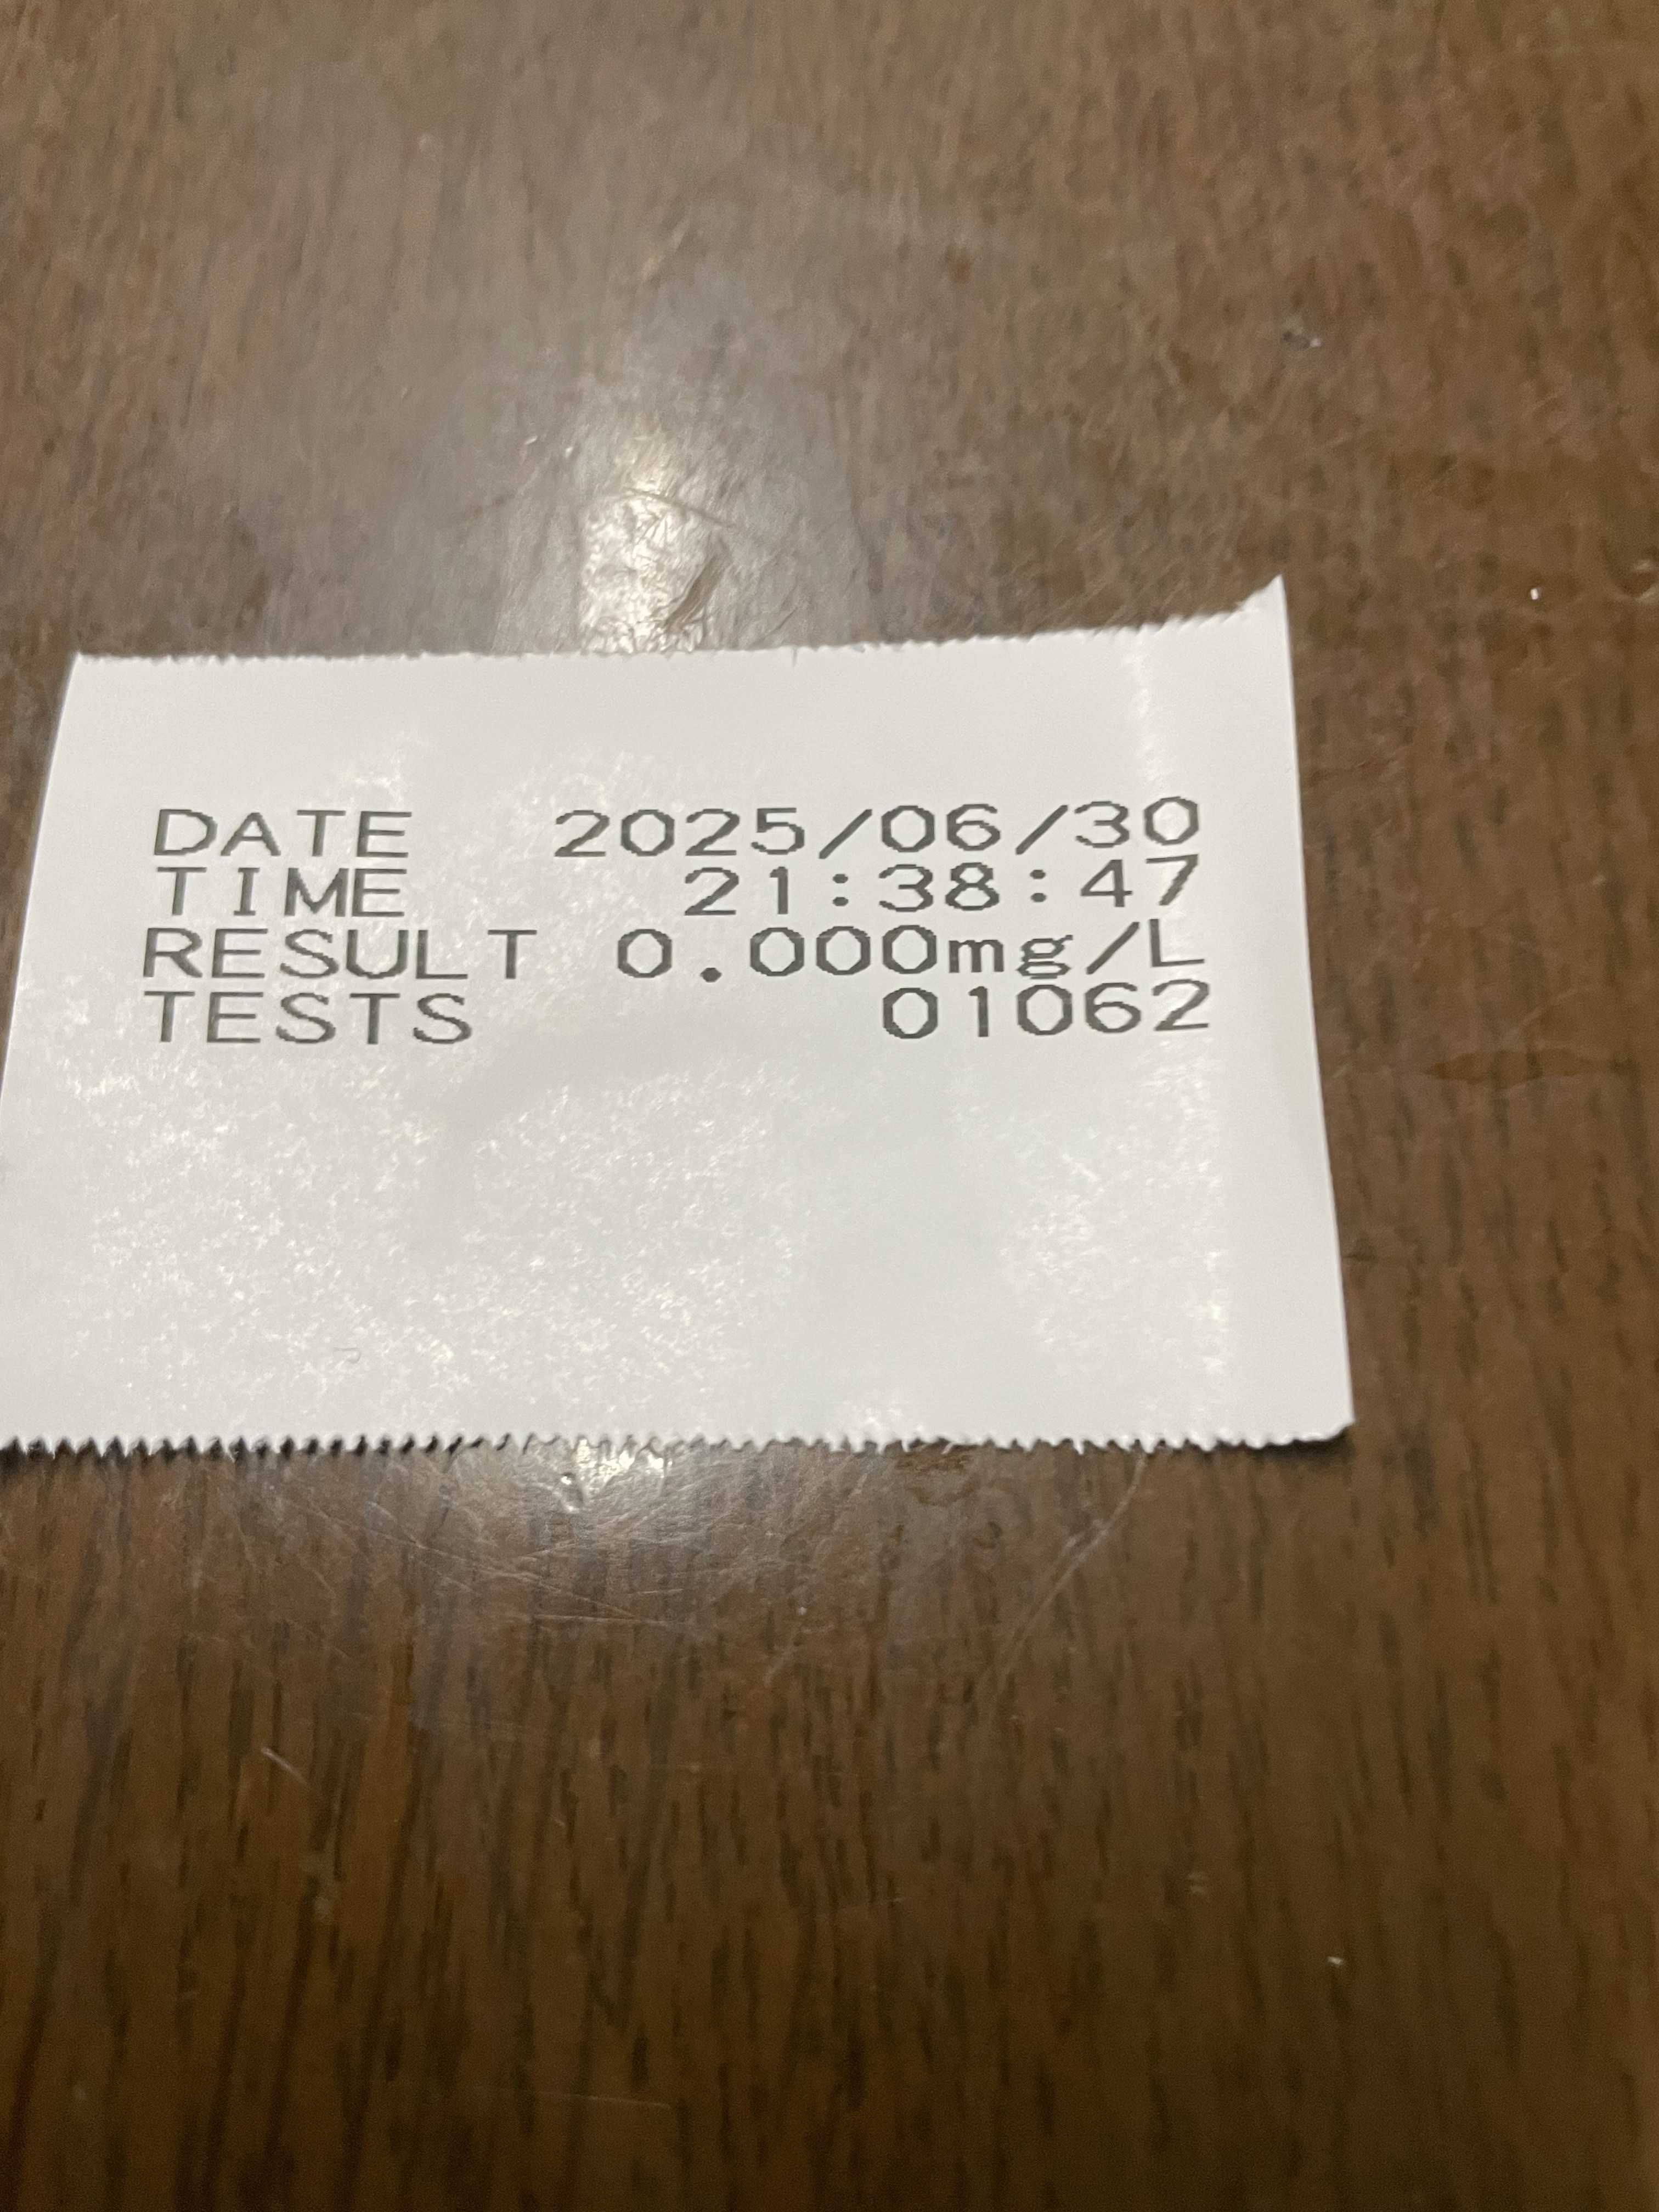 DATE 2025/06/30
TIME 21:38:47
RESULT 0.000mg/L
TESTS 01062